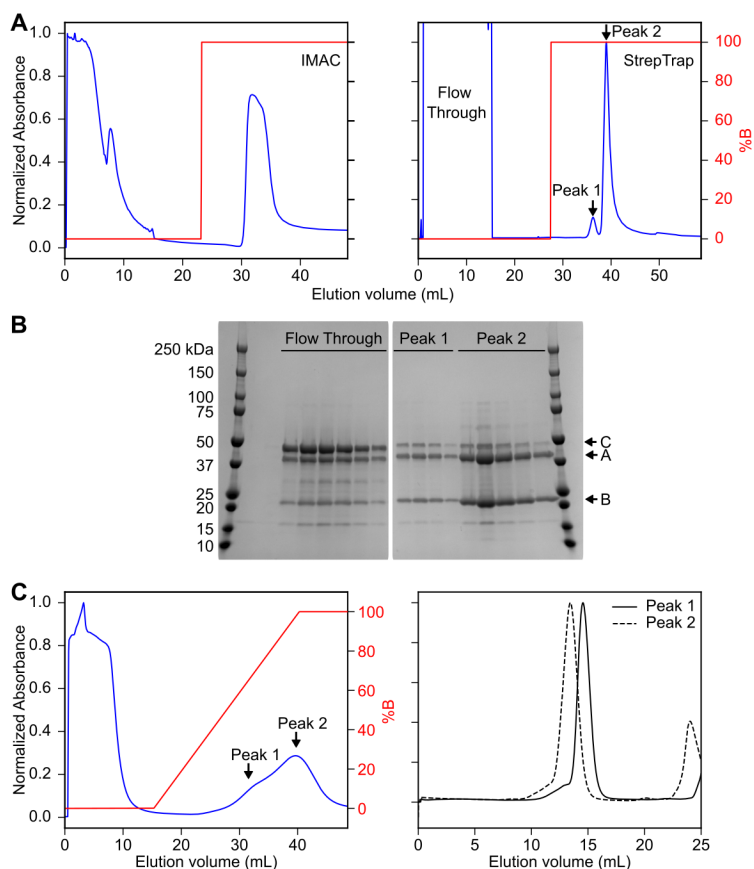 A
1.0
0.8
0.6
0.4
0.2
0.0
Normalized Absorbance
IMAC
0 10 20 30 40
Flow
Through
Peak 1
Peak 2
StrepTrap
100
80
60
40
20
0
%B
0 10 20 30 40 50
Elution volume (mL)
B
Flow Through
Peak 1
Peak 2
250 kDa
150
100
75
50
37
25
20
15
10
C
A
B
C
1.0
0.8
0.6
0.4
0.2
0.0
Normalized Absorbance
Peak 1
Peak 2
100
80
60
40
20
0
%B
0 10 20 30 40
Elution volume (mL)
Peak 1
Peak 2
0 5 10 15 20 25
Elution volume (mL)